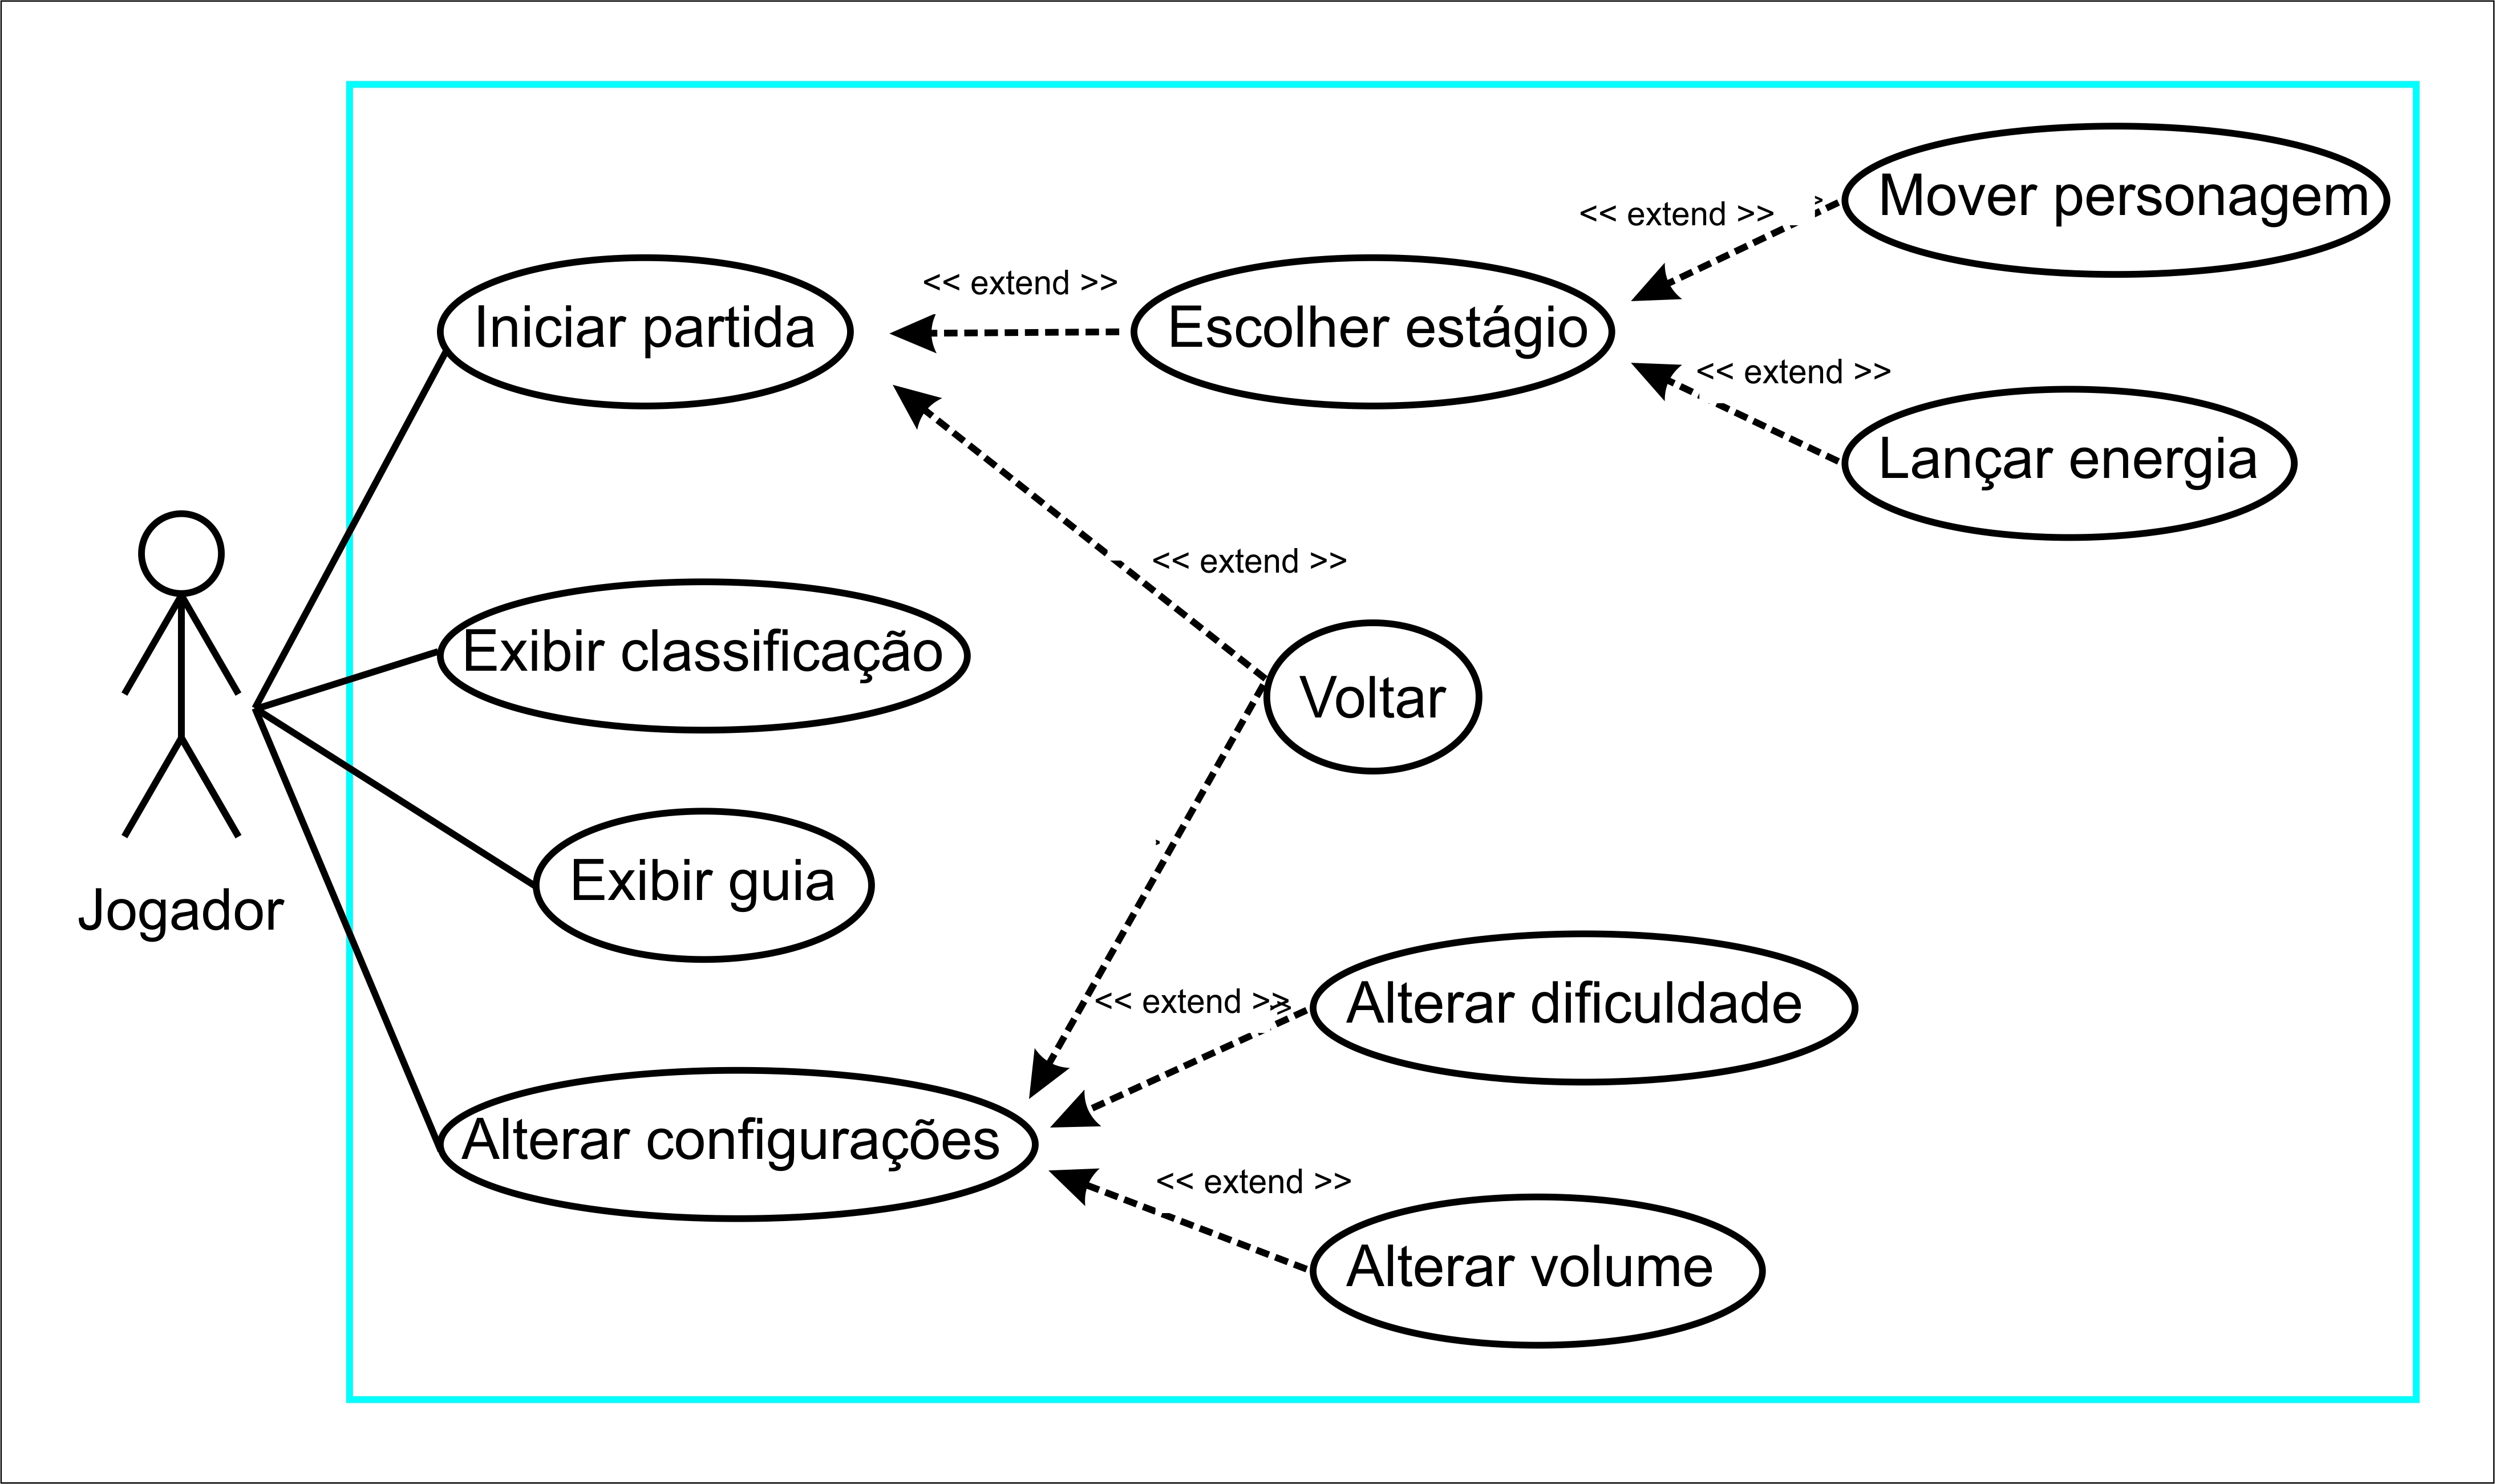 Mover personagem
<< extend >>
<< extend >>
Iniciar partida
Escolher estágio
<< extend >>
Lançar energia
<< extend >>
Exibir classificação
Voltar
Exibir guia
Jogador
<< extend >>
Alterar dificuldade
Alterar configurações
<< extend >>
Alterar volume